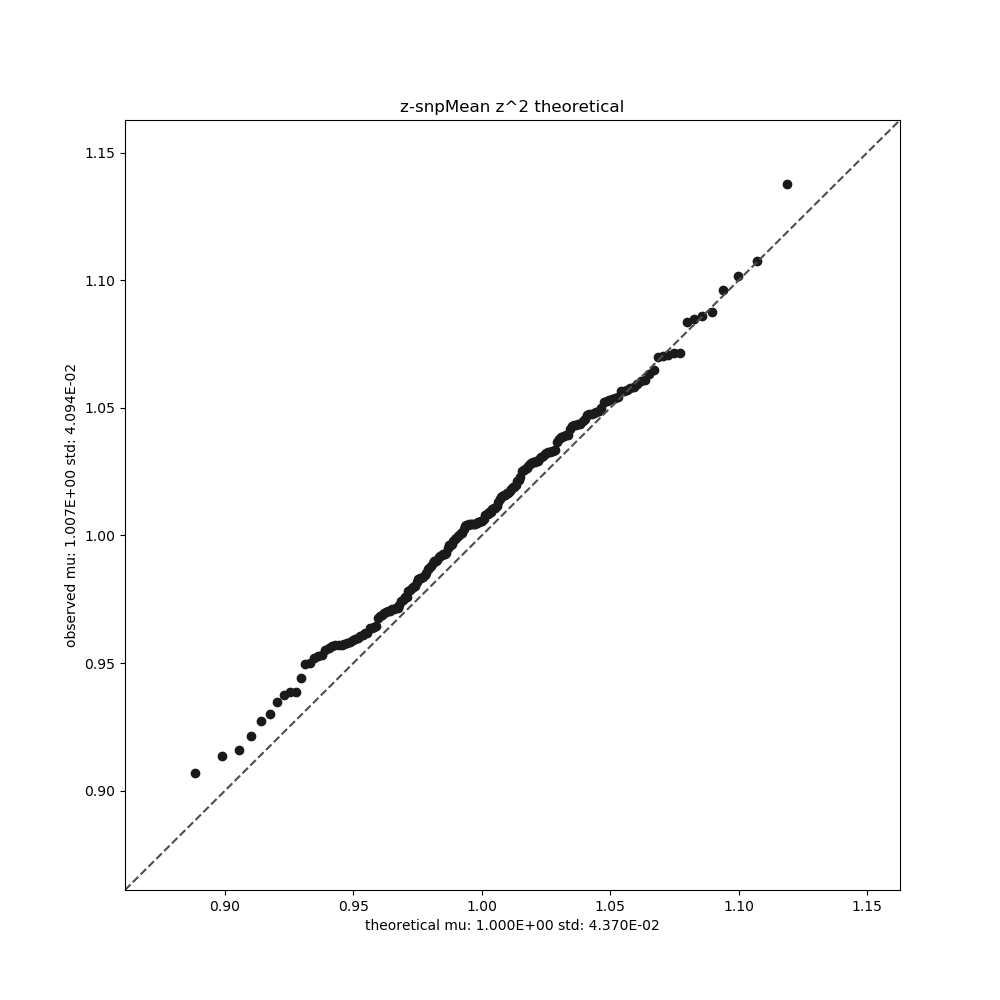 z-snpMean z^2 theoretical
1.15
1.10
1.05
1.00
0.95
0.90
observed mu: 1.007E+00 std: 4.094E-02
0.90 0.95 1.00 1.05 1.10 1.15
theoretical mu: 1.000E+00 std: 4.370E-02